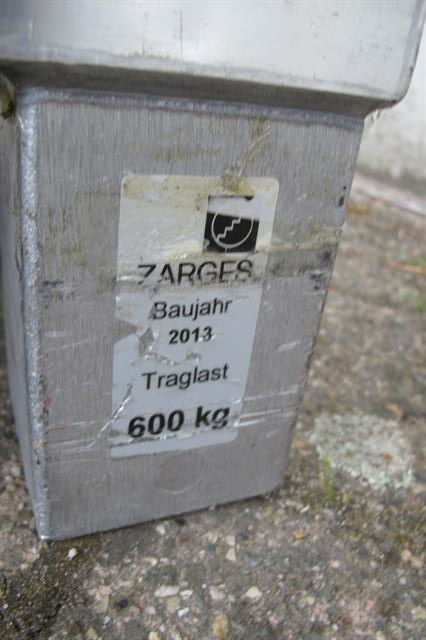 ZARGES
Baujahr
2013
Traglast
600 kg